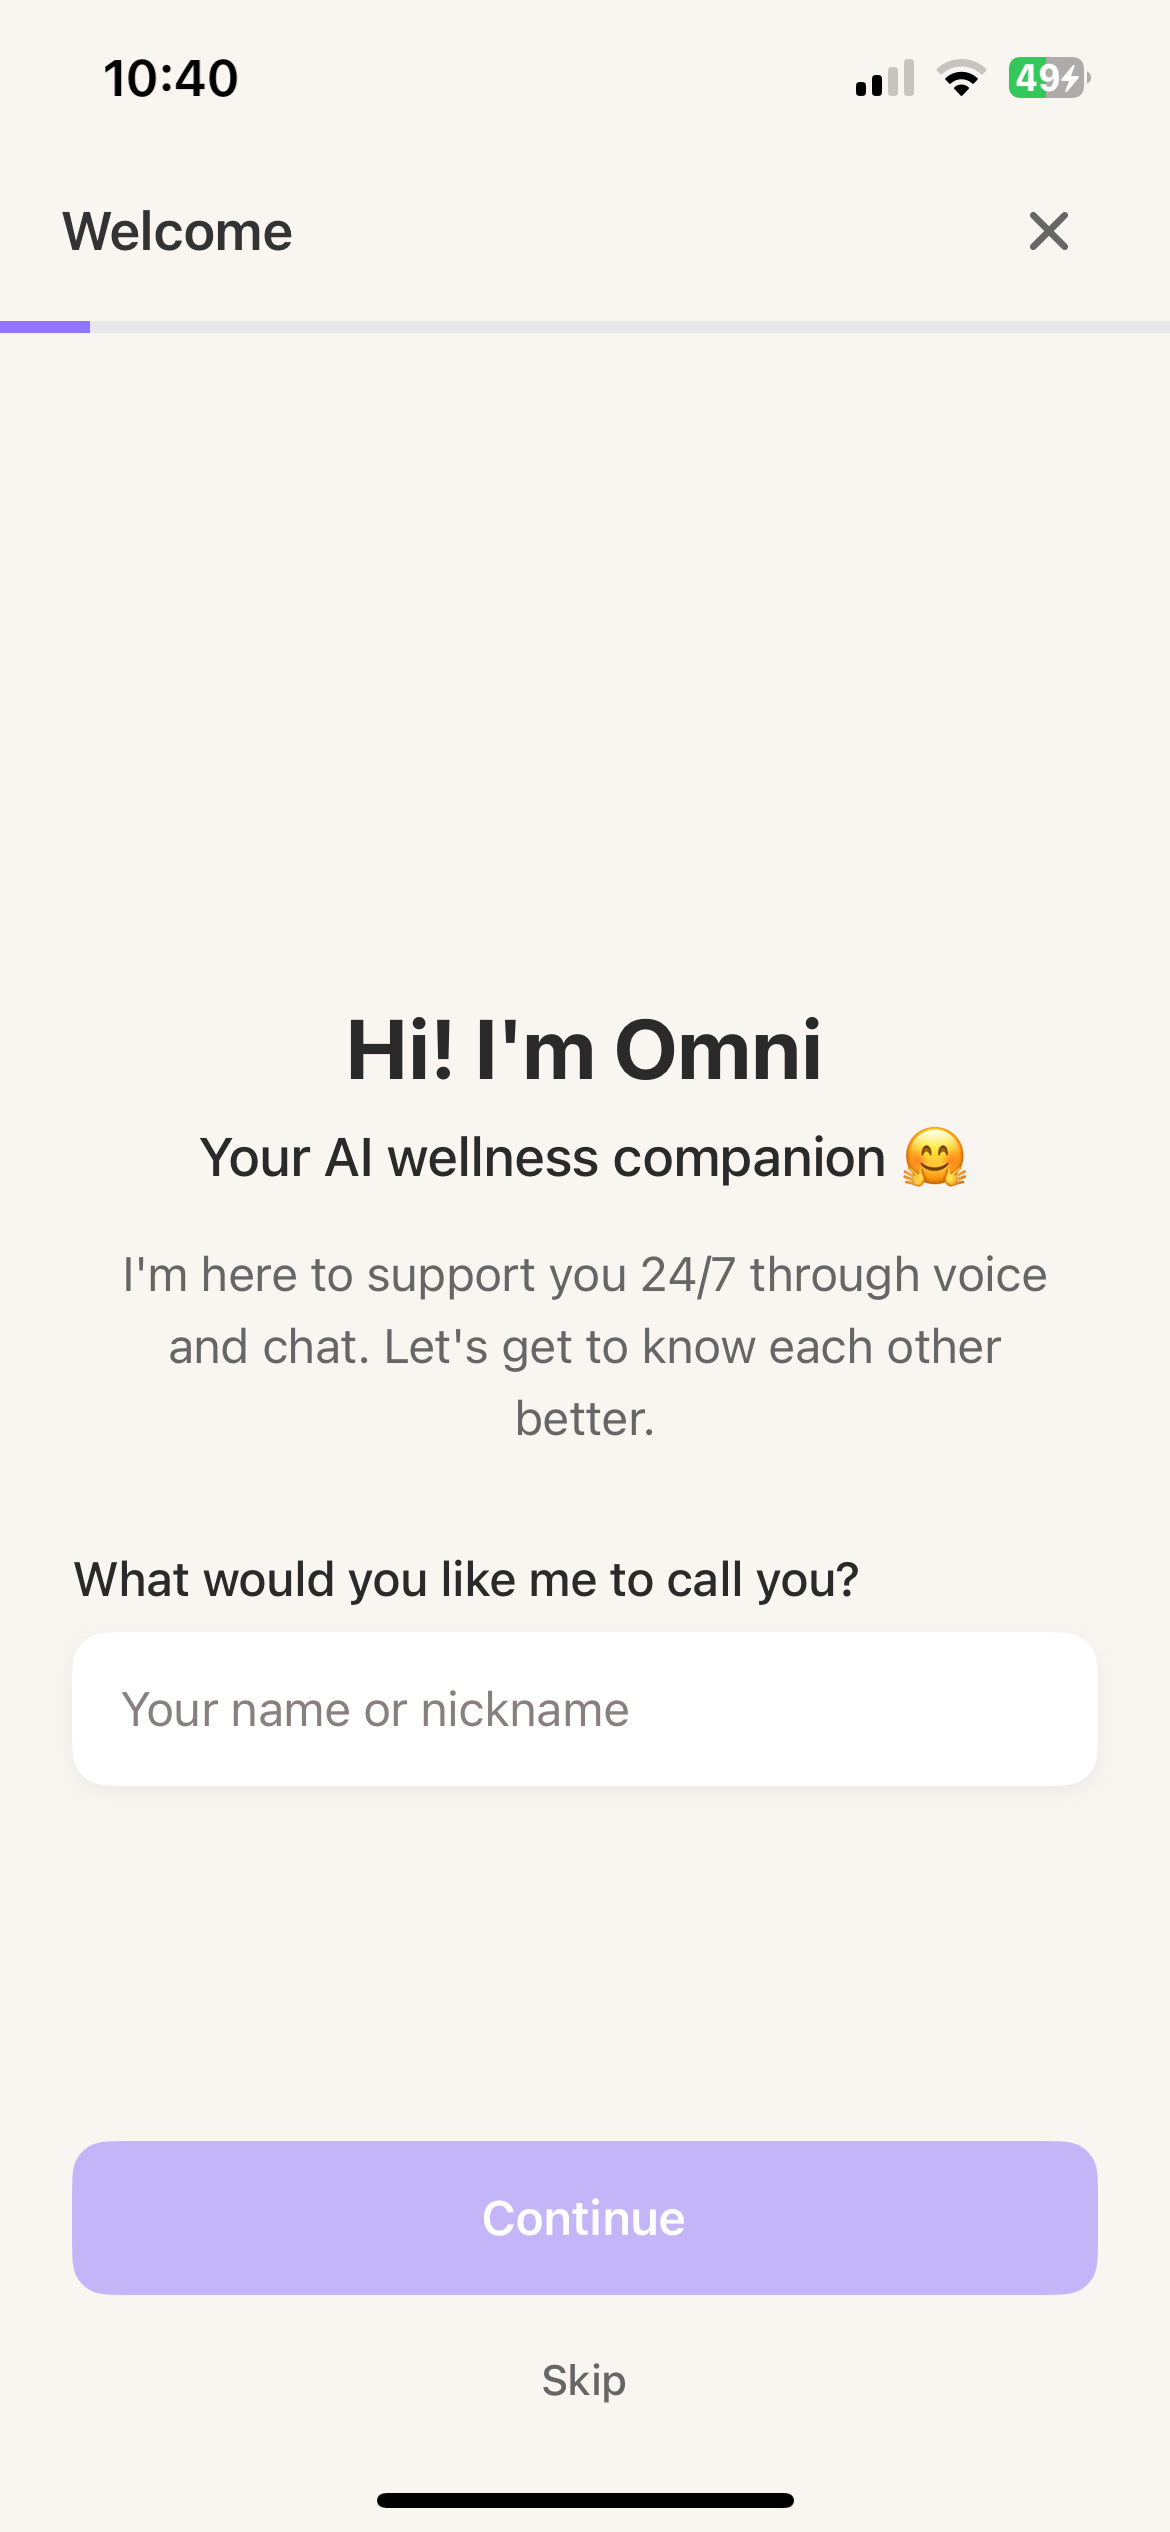 10:40
49
Welcome
Hi! I'm Omni
Your AI wellness companion 🤗
I'm here to support you 24/7 through voice
and chat. Let's get to know each other
better.
What would you like me to call you?
Your name or nickname
Continue
Skip